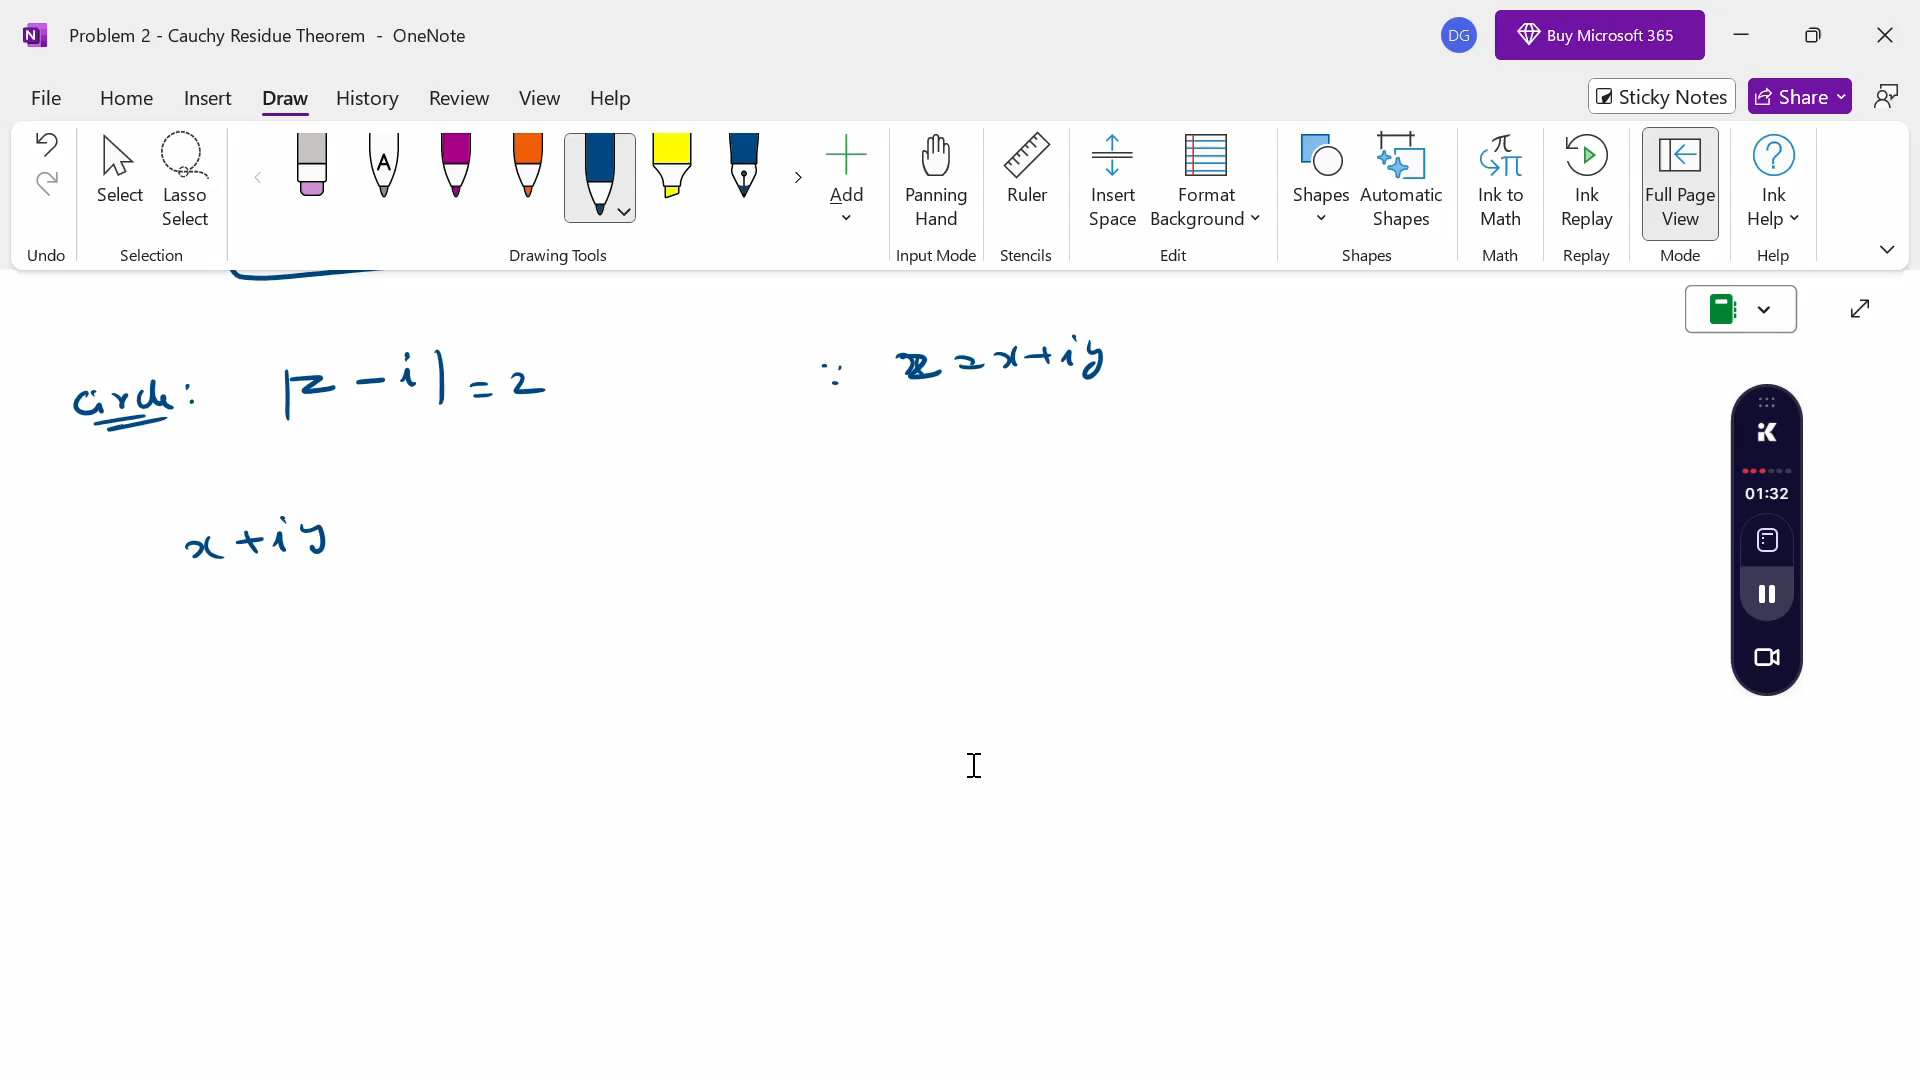 Problem 2 - Cauchy Residue Theorem - OneNote
DG
Buy Microsoft 365
File Home Insert Draw History Review View Help
Sticky Notes
Share
A
Select
Lasso Select
Add
Panning Hand
Ruler
Insert Space
Format Background
Shapes
Automatic Shapes
Ink to Math
Ink Replay
Full Page View
Ink Help
Undo Selection Drawing Tools Input Mode Stencils Edit Shapes Math Replay Mode Help
Circle: |z - i| = 2 ∵ z = x + iy
01:32
x + iy